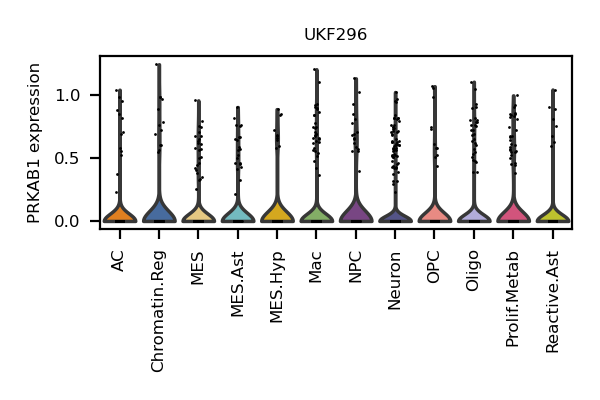 UKF296
PRKAB1 expression
1.0
0.5
0.0
AC
Chromatin.Reg
MES
MES.Ast
MES.Hyp
Mac
NPC
Neuron
OPC
Oligo
Prolif.Metab
Reactive.Ast